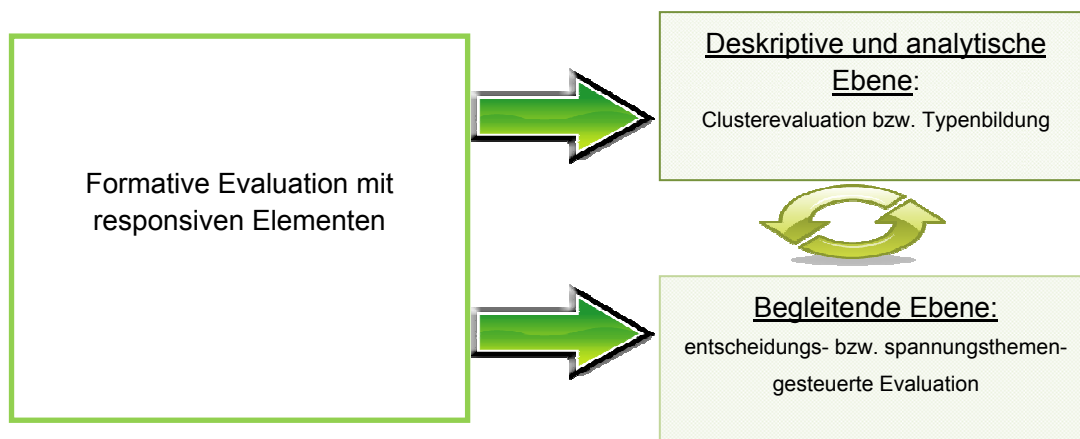 Formative Evaluation mit
responsiven Elementen
Deskriptive und analytische
Ebene:
Clusterevaluation bzw. Typenbildung
Begleitende Ebene:
entscheidungs- bzw. spannungsthemen-
gesteuerte Evaluation